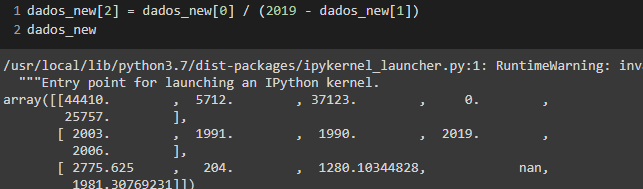 1 dados_new[2] = dados_new[0] / (2019 - dados_new[1])
2 dados_new
/usr/local/lib/python3.7/dist-packages/ipykernel_launcher.py:1: RuntimeWarning: inv
"""Entry point for launching an IPython kernel.
array([[44410.        ,  5712.        , 37123.        ,     0.        ,
25757.        ],
[ 2003.        ,  1991.        ,  1990.        ,  2019.        ,
2006.        ],
[ 2775.625     ,   204.        ,  1280.10344828,            nan,
1981.30769231]])